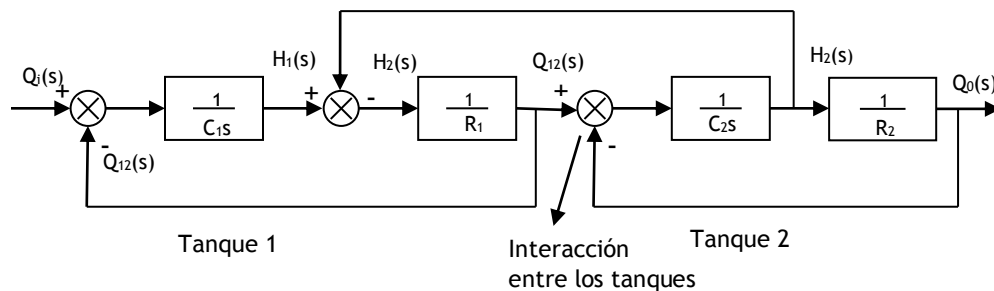 H₁(s)
H₂(s)
Q₁₂(s)
H₂(s)
Qᵢ(s)
Q₀(s)
+
+
-
+
1
C₁s
1
R₁
1
C₂s
1
R₂
-
Q₁₂(s)
-
Tanque 1
Interacción
entre los tanques
Tanque 2